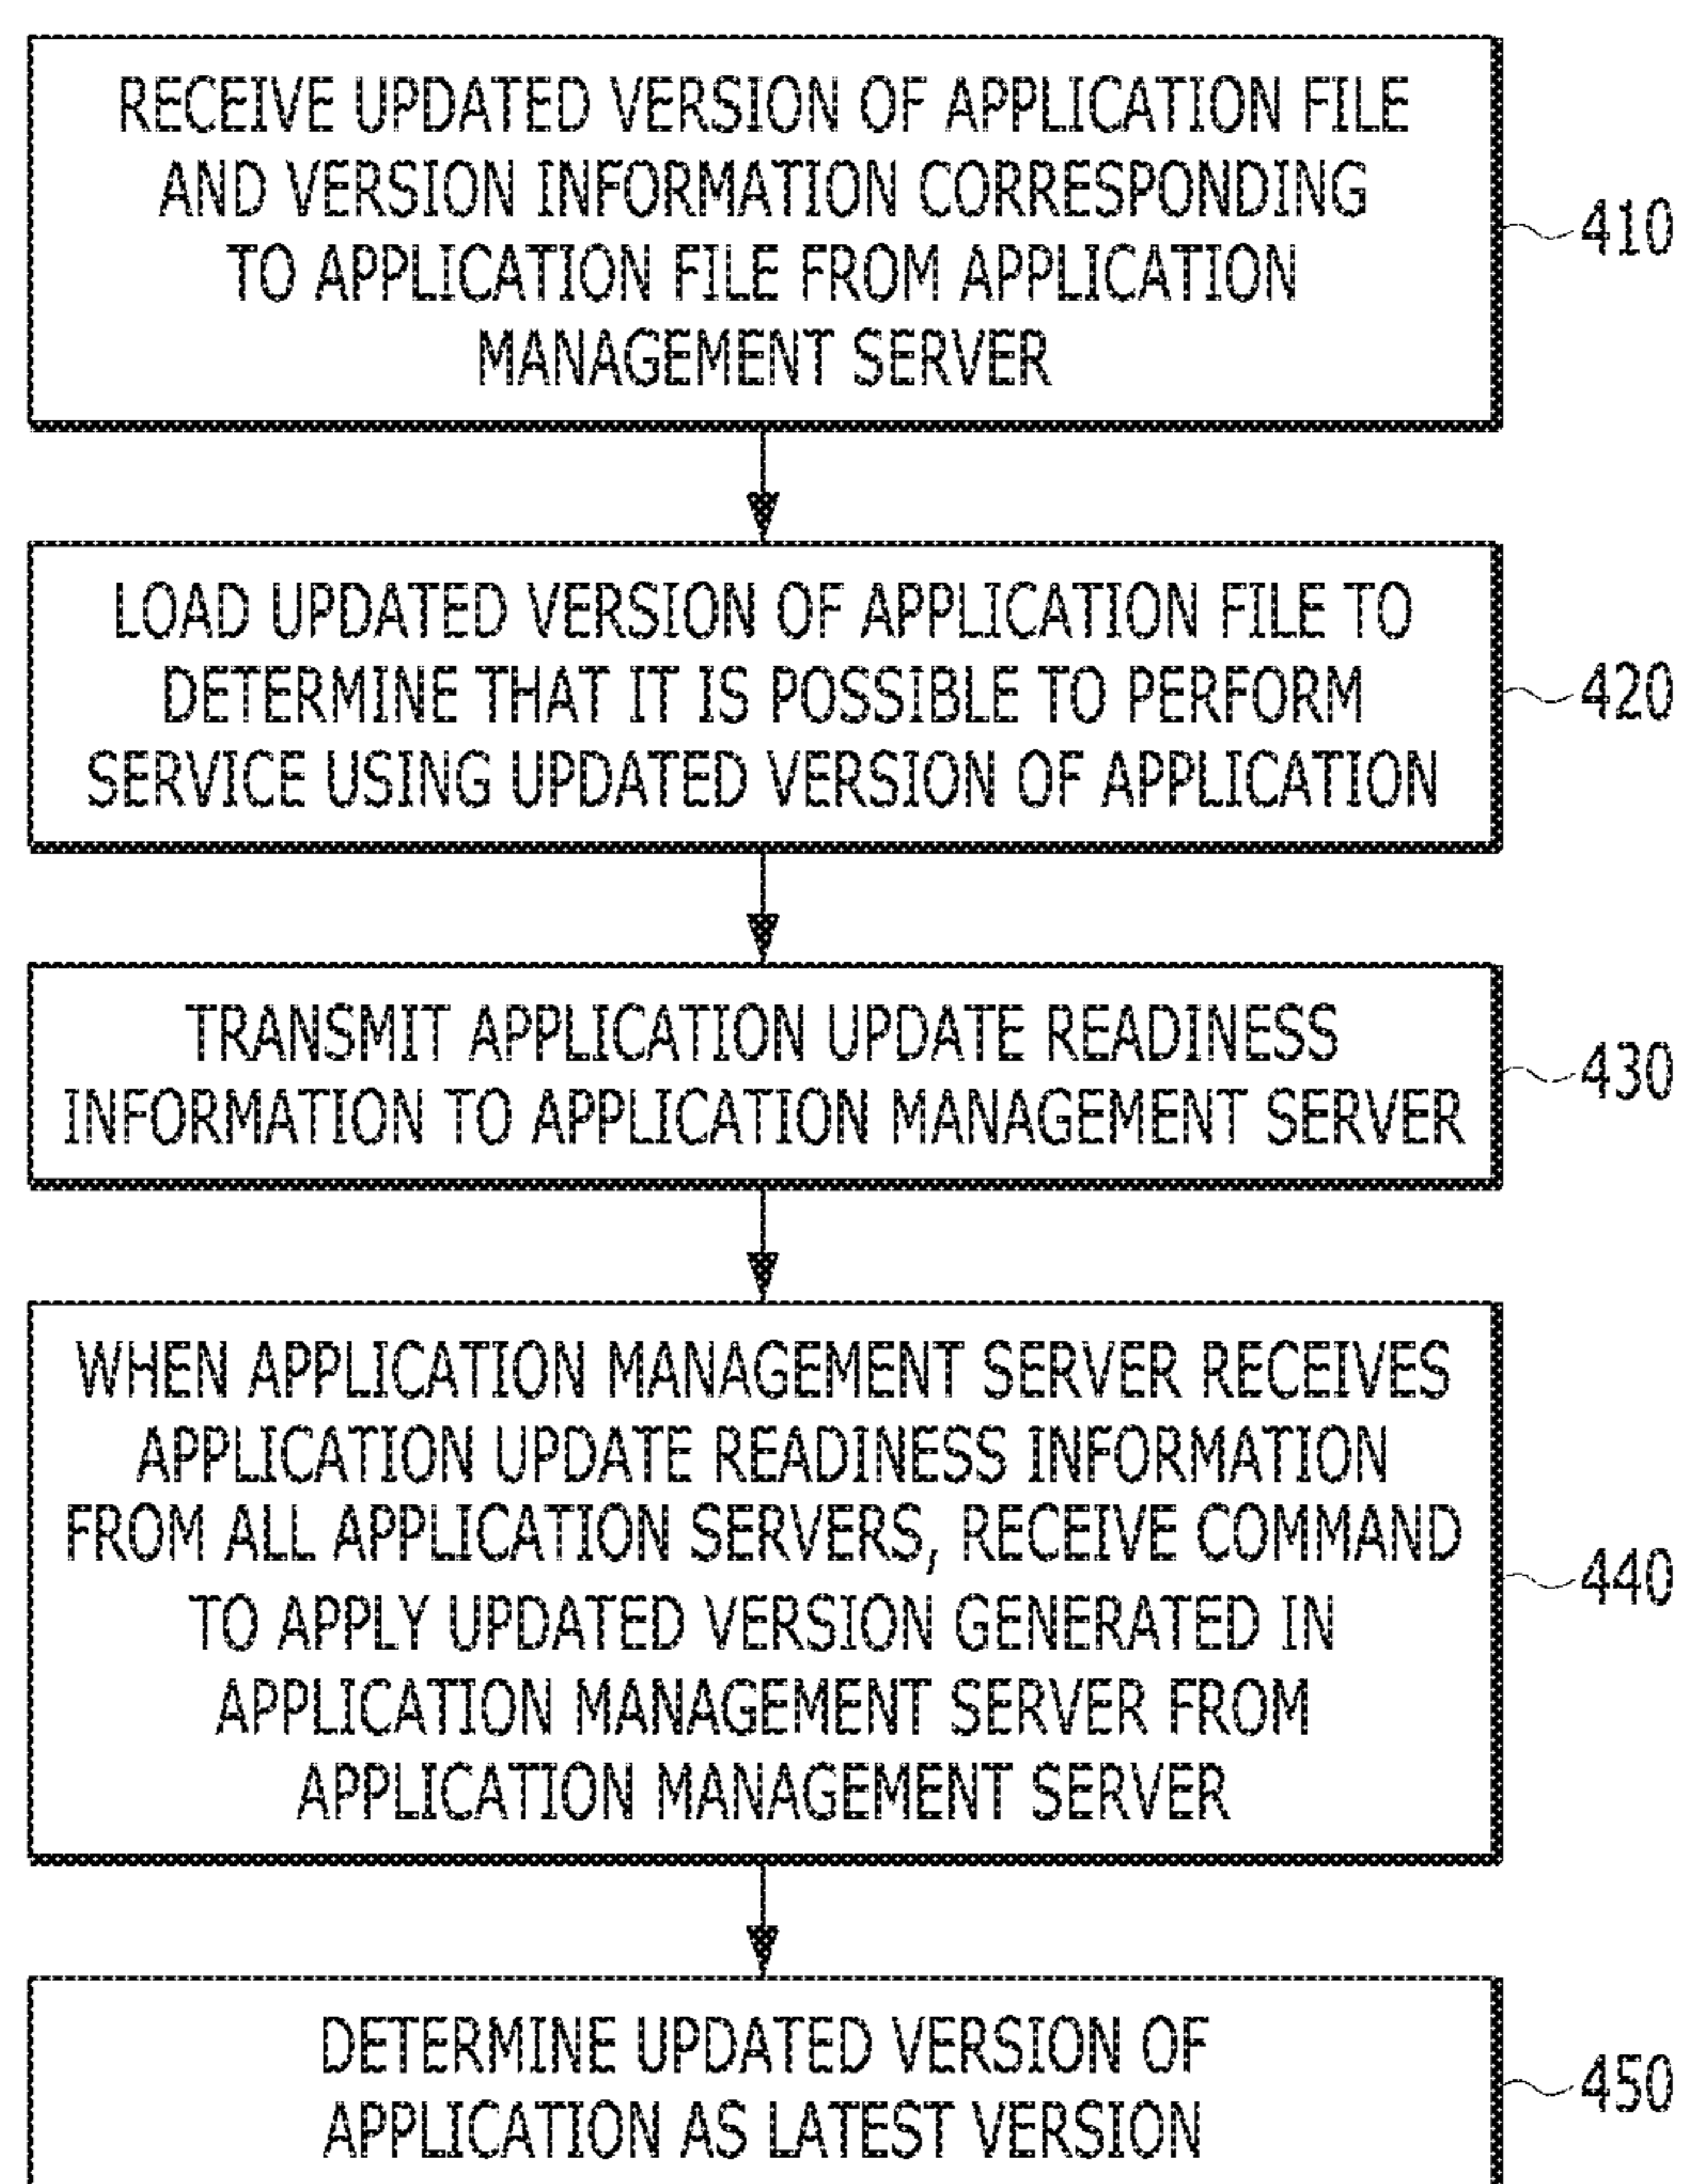 RECEIVE UPDATED VERSION OF APPLICATION FILE
AND VERSION INFORMATION CORRESPONDING
TO APPLICATION FILE FROM APPLICATION
MANAGEMENT SERVER
410
LOAD UPDATED VERSION OF APPLICATION FILE TO
DETERMINE THAT IT IS POSSIBLE TO PERFORM
SERVICE USING UPDATED VERSION OF APPLICATION
420
TRANSMIT APPLICATION UPDATE READINESS
INFORMATION TO APPLICATION MANAGEMENT SERVER
430
WHEN APPLICATION MANAGEMENT SERVER RECEIVES
APPLICATION UPDATE READINESS INFORMATION
FROM ALL APPLICATION SERVERS, RECEIVE COMMAND
TO APPLY UPDATED VERSION GENERATED IN
APPLICATION MANAGEMENT SERVER FROM
APPLICATION MANAGEMENT SERVER
440
DETERMINE UPDATED VERSION OF
APPLICATION AS LATEST VERSION
450